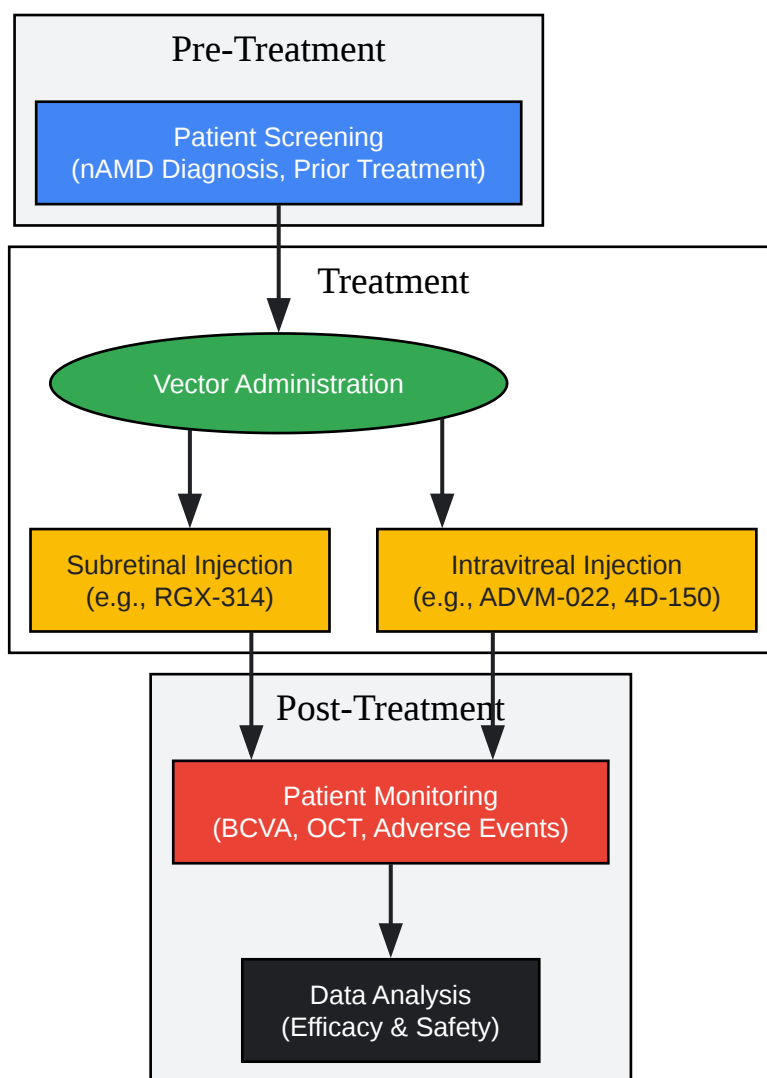 Pre-Treatment
Patient Screening
(nAMD Diagnosis, Prior Treatment)
Treatment
Vector Administration
Subretinal Injection
(e.g., RGX-314)
Intravitreal Injection
(e.g., ADVM-022, 4D-150)
Post-Treatment
Patient Monitoring
(BCVA, OCT, Adverse Events)
Data Analysis
(Efficacy & Safety)